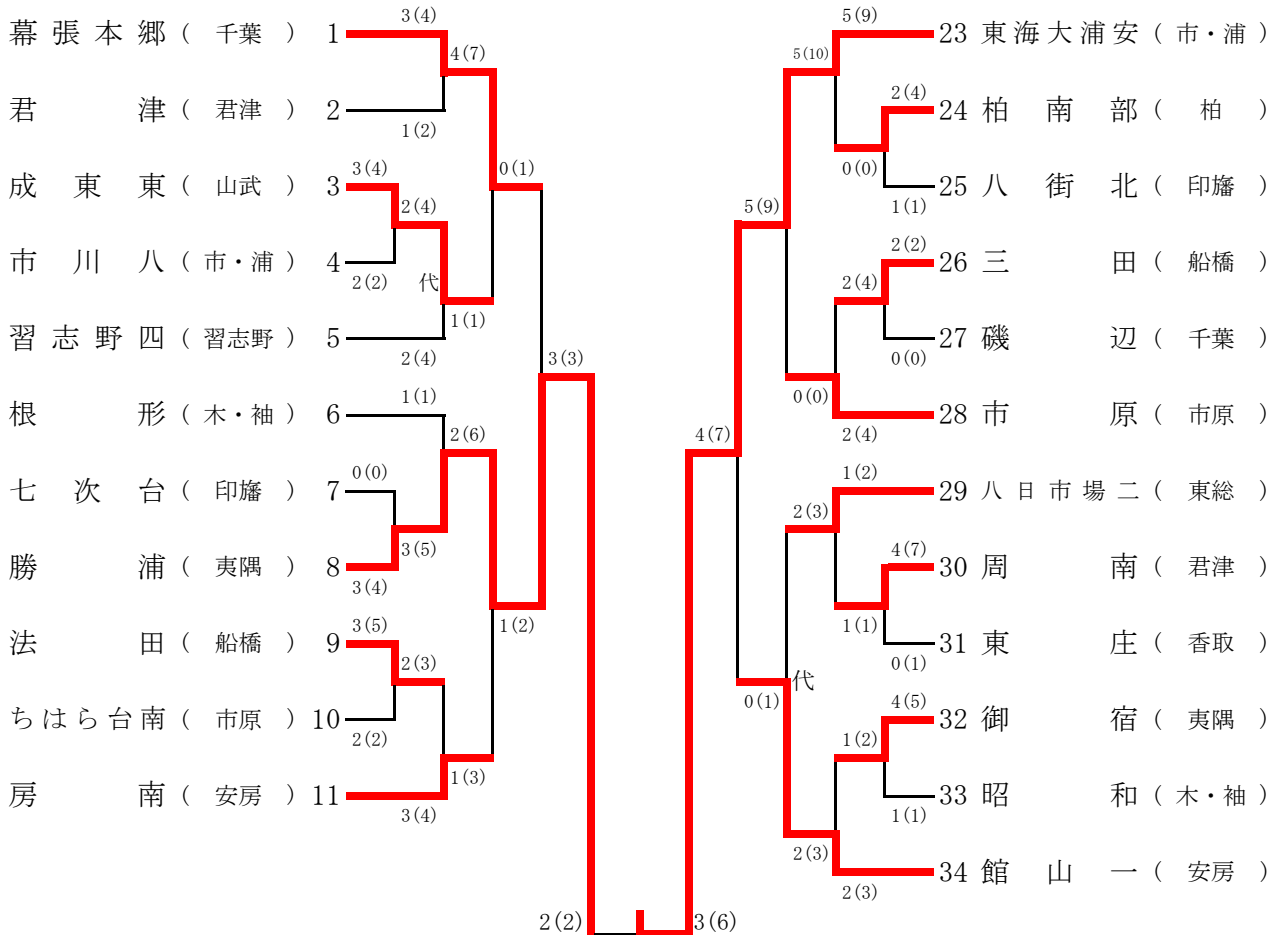 3(4)
幕張本郷 ( 千葉 ) 1
4(7)
君津 ( 君津 ) 2
1(2)
3(4)
0(1)
成東東 ( 山武 ) 3
2(4)
市川八 ( 市・浦 ) 4
2(2)
代
1(1)
習志野四 ( 習志野 ) 5
2(4)
3(3)
1(1)
根形 ( 木・袖 ) 6
2(6)
0(0)
七次台 ( 印旛 ) 7
3(5)
勝浦 ( 夷隅 ) 8
3(4)
3(5)
1(2)
法田 ( 船橋 ) 9
2(3)
ちはら台南 ( 市原 ) 10
2(2)
1(3)
房南 ( 安房 ) 11
3(4)
2(2)
5(9)
23 東海大浦安 ( 市・浦 )
5(10)
2(4)
24 柏南部 ( 柏 )
0(0)
25 八街北 ( 印旛 )
1(1)
5(9)
2(2)
26 三田 ( 船橋 )
2(4)
27 磯辺 ( 千葉 )
0(0)
0(0)
28 市原 ( 市原 )
2(4)
4(7)
1(2)
29 八日市場二 ( 東総 )
2(3)
4(7)
30 周南 ( 君津 )
1(1)
31 東庄 ( 香取 )
0(1)
代
0(1)
4(5)
32 御宿 ( 夷隅 )
1(2)
33 昭和 ( 木・袖 )
1(1)
2(3)
34 館山一 ( 安房 )
2(3)
3(6)